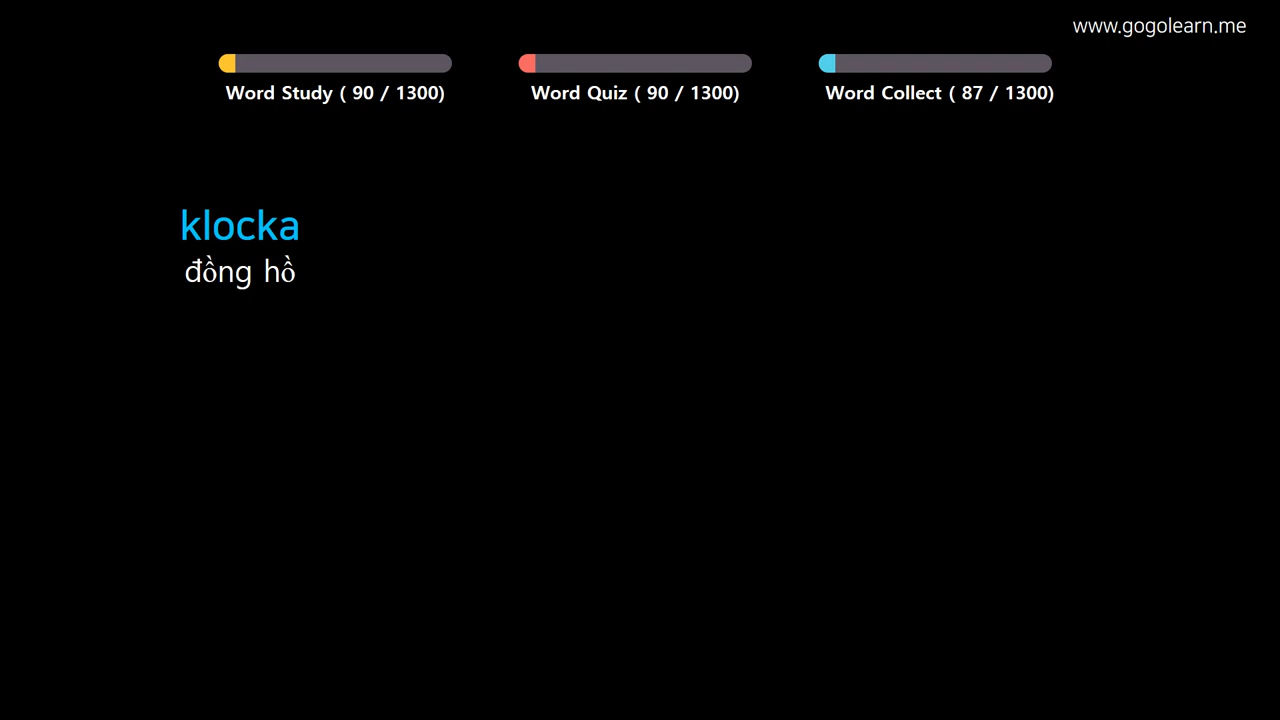 www.gogolearn.me
Word Study ( 90 / 1300)
Word Quiz ( 90 / 1300)
Word Collect ( 87 / 1300)
klocka
đồng hồ